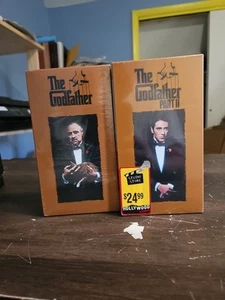 The
Godfather
The
Godfather
PART II
$24.99
HOLLYWOOD